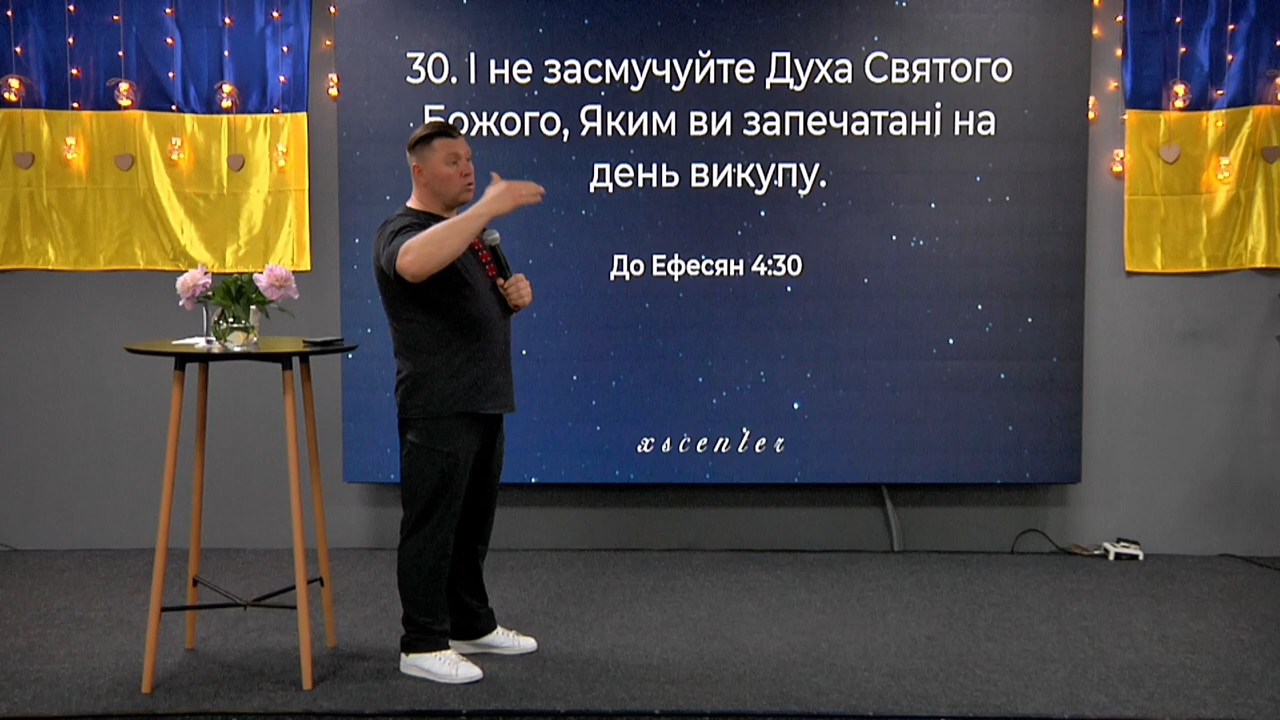 30. І не засмучуйте Духа Святого
Божого, Яким ви запечатані на
день викупу.
До Ефесян 4:30
xscenter